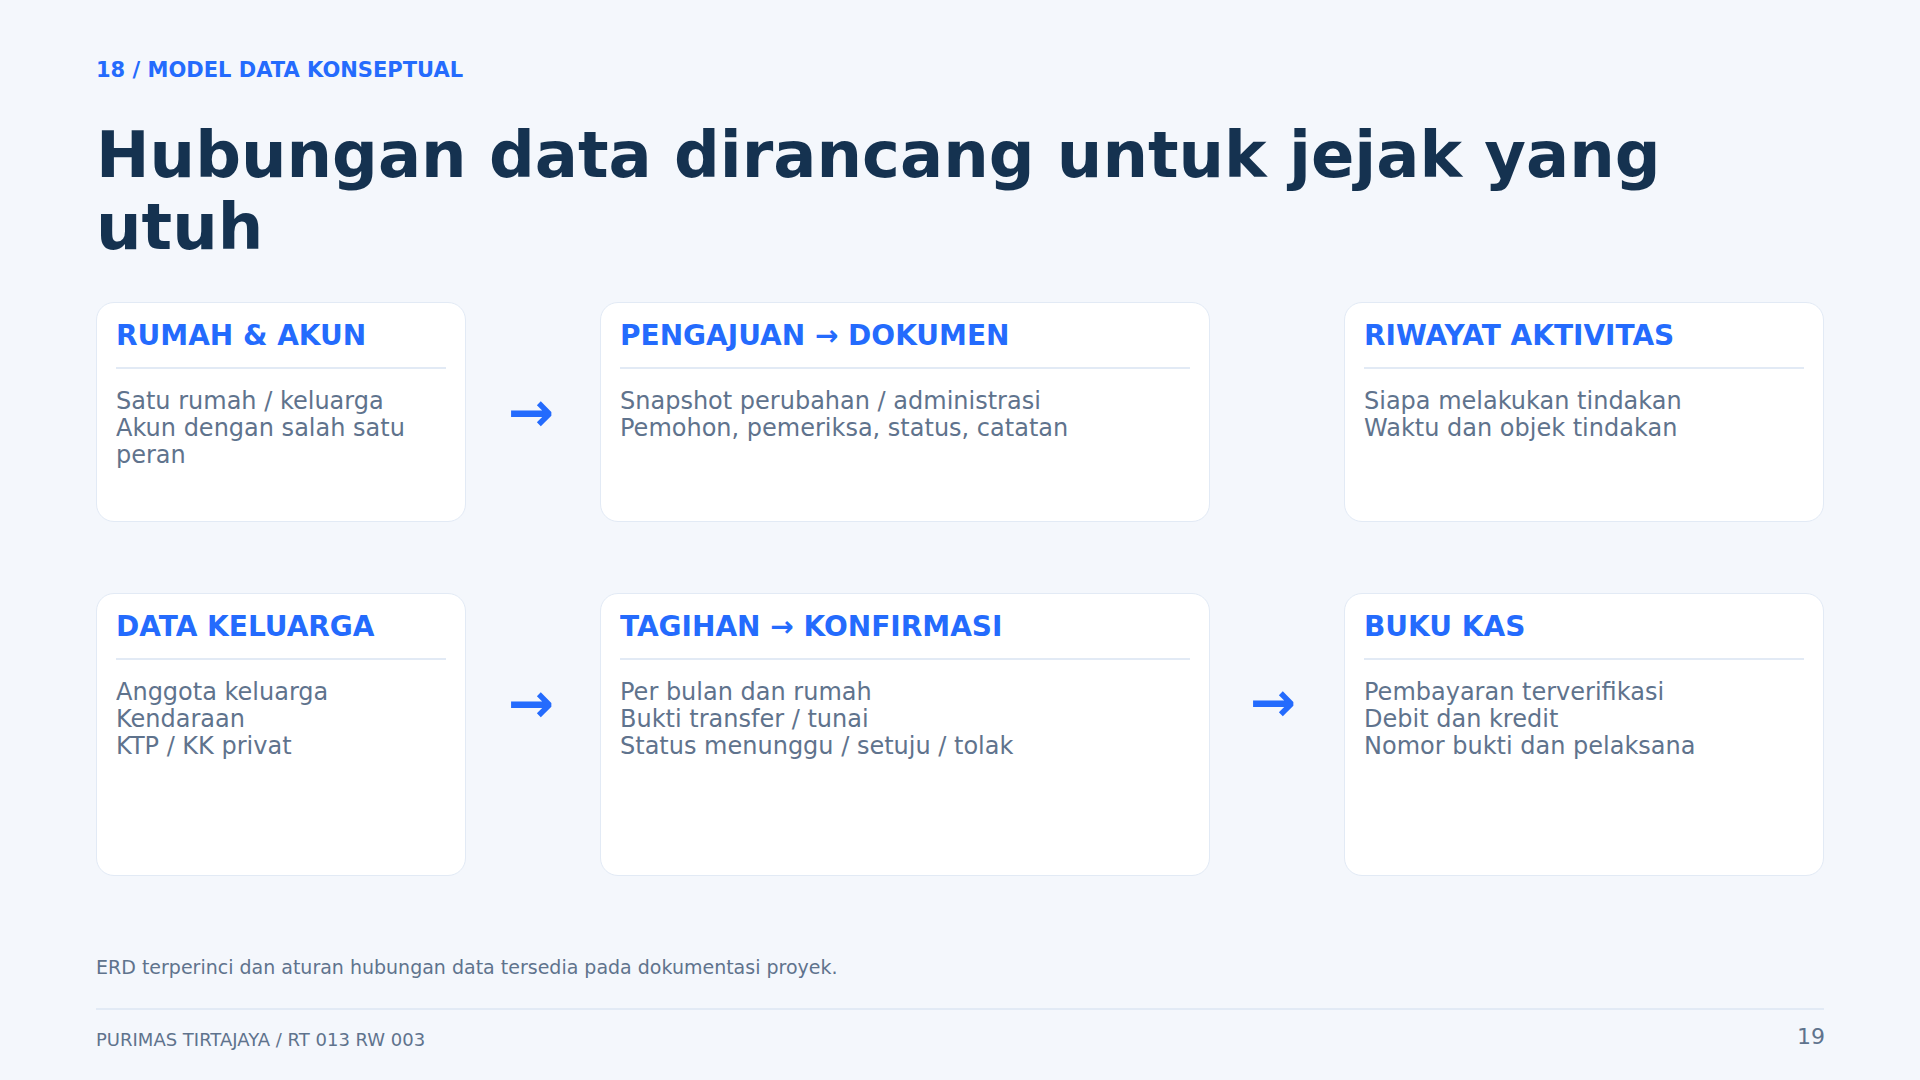 18 / MODEL DATA KONSEPTUAL
Hubungan data dirancang untuk jejak yang
utuh
RUMAH & AKUN
Satu rumah / keluarga
Akun dengan salah satu
peran
→
PENGAJUAN → DOKUMEN
Snapshot perubahan / administrasi
Pemohon, pemeriksa, status, catatan
RIWAYAT AKTIVITAS
Siapa melakukan tindakan
Waktu dan objek tindakan
DATA KELUARGA
Anggota keluarga
Kendaraan
KTP / KK privat
→
TAGIHAN → KONFIRMASI
Per bulan dan rumah
Bukti transfer / tunai
Status menunggu / setuju / tolak
→
BUKU KAS
Pembayaran terverifikasi
Debit dan kredit
Nomor bukti dan pelaksana
ERD terperinci dan aturan hubungan data tersedia pada dokumentasi proyek.
PURIMAS TIRTAJAYA / RT 013 RW 003
19